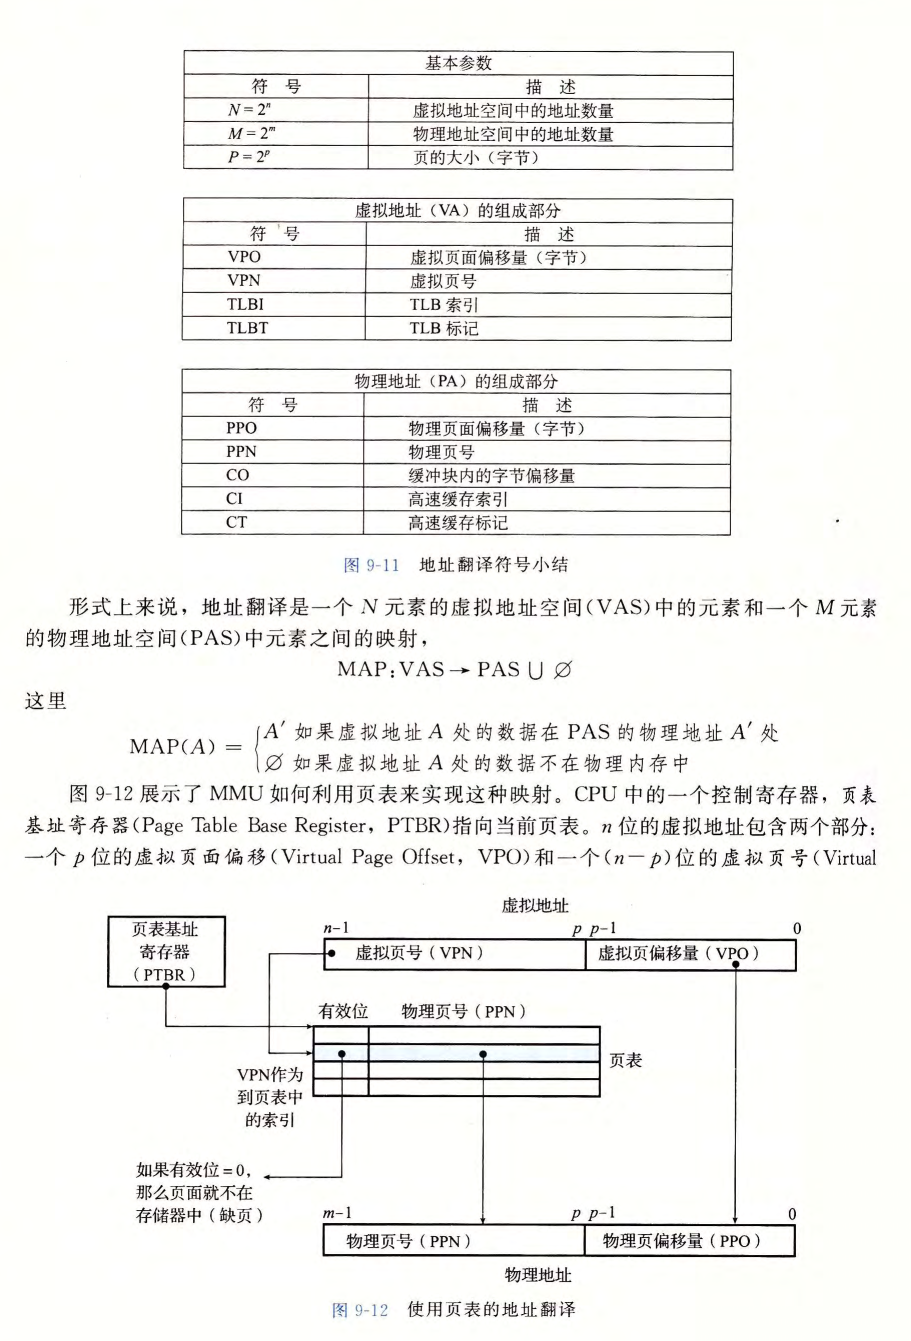 基本参数
符 号 描 述
N=2ⁿ 虚拟地址空间中的地址数量
M=2ᵐ 物理地址空间中的地址数量
P=2ᵖ 页的大小（字节）
虚拟地址（VA）的组成部分
符 号 描 述
VPO 虚拟页面偏移量（字节）
VPN 虚拟页号
TLBI TLB 索引
TLBT TLB 标记
物理地址（PA）的组成部分
符 号 描 述
PPO 物理页面偏移量（字节）
PPN 物理页号
CO 缓冲块内的字节偏移量
CI 高速缓存索引
CT 高速缓存标记
图 9-11 地址翻译符号小结
形式上来说，地址翻译是一个 N 元素的虚拟地址空间(VAS)中的元素和一个 M 元素
的物理地址空间(PAS)中元素之间的映射，
MAP:VAS → PAS ∪ ∅
这里
MAP(A) = { A′ 如果虚拟地址 A 处的数据在 PAS 的物理地址 A′ 处
∅ 如果虚拟地址 A 处的数据不在物理内存中
图 9-12 展示了 MMU 如何利用页表来实现这种映射。CPU 中的一个控制寄存器，页表
基址寄存器(Page Table Base Register，PTBR)指向当前页表。n 位的虚拟地址包含两个部分：
一个 p 位的虚拟页面偏移(Virtual Page Offset，VPO)和一个(n－p)位的虚拟页号(Virtual
虚拟地址
页表基址
寄存器
（PTBR）
n-1 p p-1 0
虚拟页号（VPN） 虚拟页偏移量（VPO）
有效位 物理页号（PPN）
页表
VPN作为
到页表中
的索引
如果有效位=0，
那么页面就不在
存储器中（缺页）
m-1 p p-1 0
物理页号（PPN） 物理页偏移量（PPO）
物理地址
图 9-12 使用页表的地址翻译